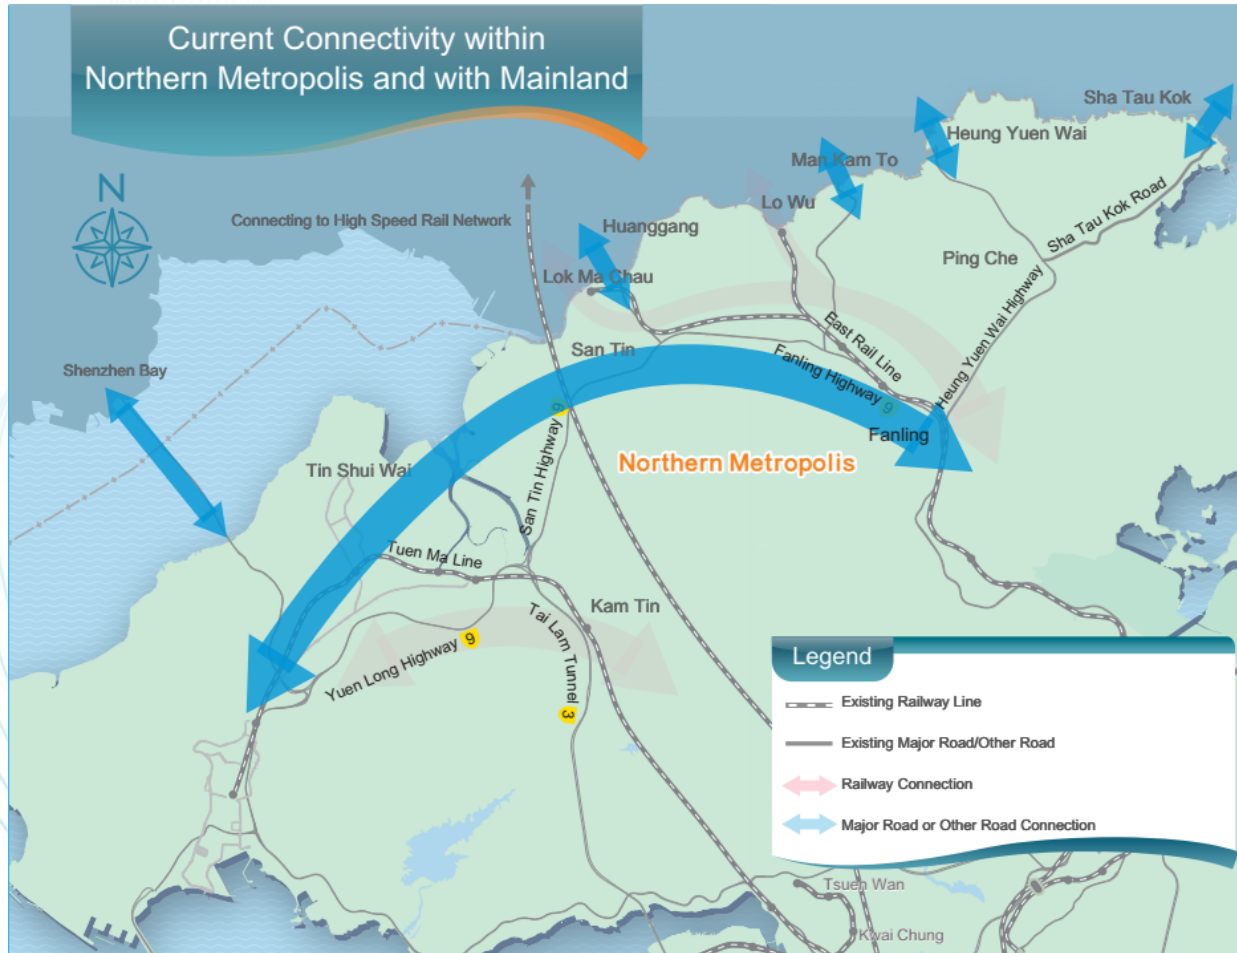 Current Connectivity within
Northern Metropolis and with Mainland
N
Sha Tau Kok
Heung Yuen Wai
Man Kam To
Lo Wu
Connecting to High Speed Rail Network
Huanggang
Sha Tau Kok Road
Ping Che
Lok Ma Chau
Heung Yuen Wai Highway
East Rail Line
San Tin
Fanling Highway
9
Shenzhen Bay
9
Fanling
Northern Metropolis
Tin Shui Wai
San Tin Highway
Tuen Ma Line
Kam Tin
Tai Lam Tunnel
3
Yuen Long Highway
9
Legend
Existing Railway Line
Existing Major Road/Other Road
Railway Connection
Major Road or Other Road Connection
Tsuen Wan
Kwai Chung